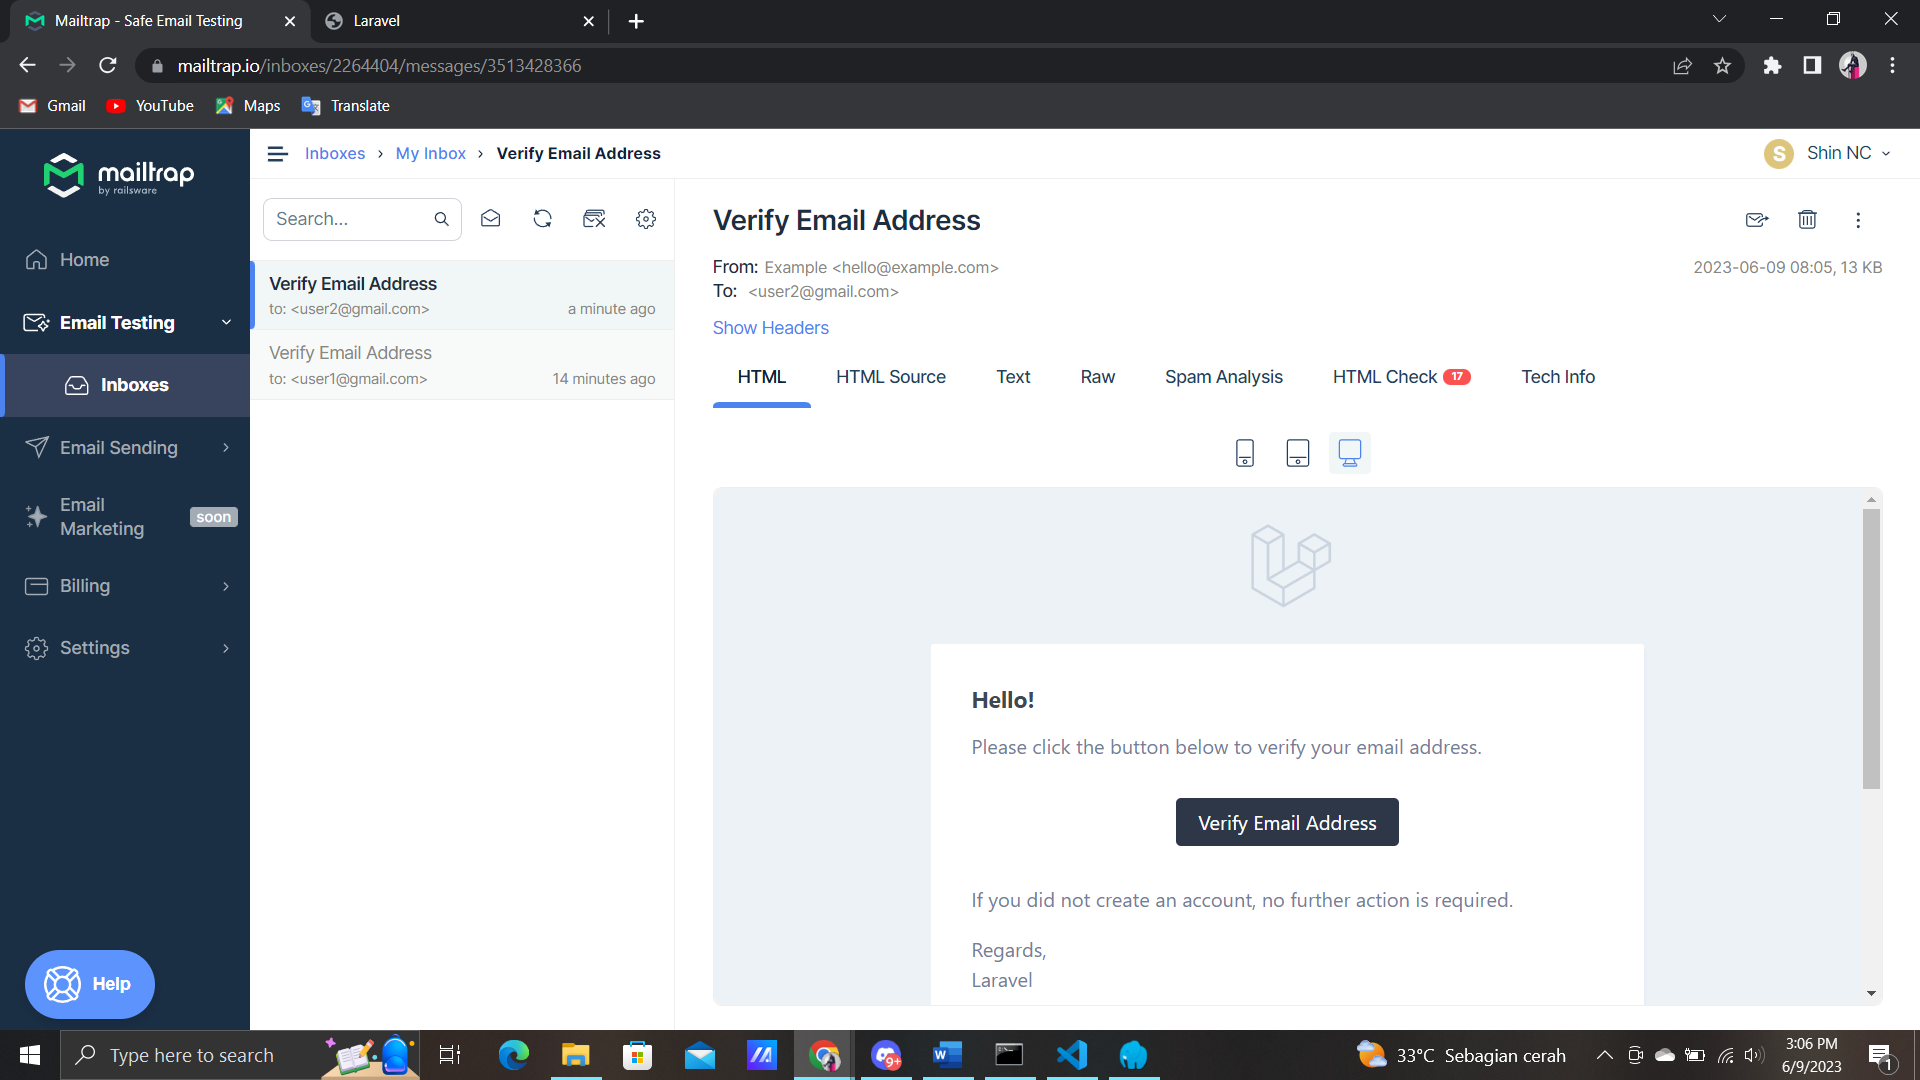 Mailtrap - Safe Email Testing
Laravel
mailtrap.io/inboxes/2264404/messages/3513428366
Gmail
YouTube
Maps
Translate
mailtrap
by railsware
Home
Email Testing
Inboxes
Email Sending
Email Marketing
soon
Billing
Settings
Help
Inboxes › My Inbox › Verify Email Address
S
Shin NC
Search...
Verify Email Address
to: <user2@gmail.com>
a minute ago
Verify Email Address
to: <user1@gmail.com>
14 minutes ago
Verify Email Address
From: Example <hello@example.com>
2023-06-09 08:05, 13 KB
To: <user2@gmail.com>
Show Headers
HTML
HTML Source
Text
Raw
Spam Analysis
HTML Check 17
Tech Info
Hello!
Please click the button below to verify your email address.
Verify Email Address
If you did not create an account, no further action is required.
Regards,
Laravel
Type here to search
9+
33°C Sebagian cerah
3:06 PM
6/9/2023
1